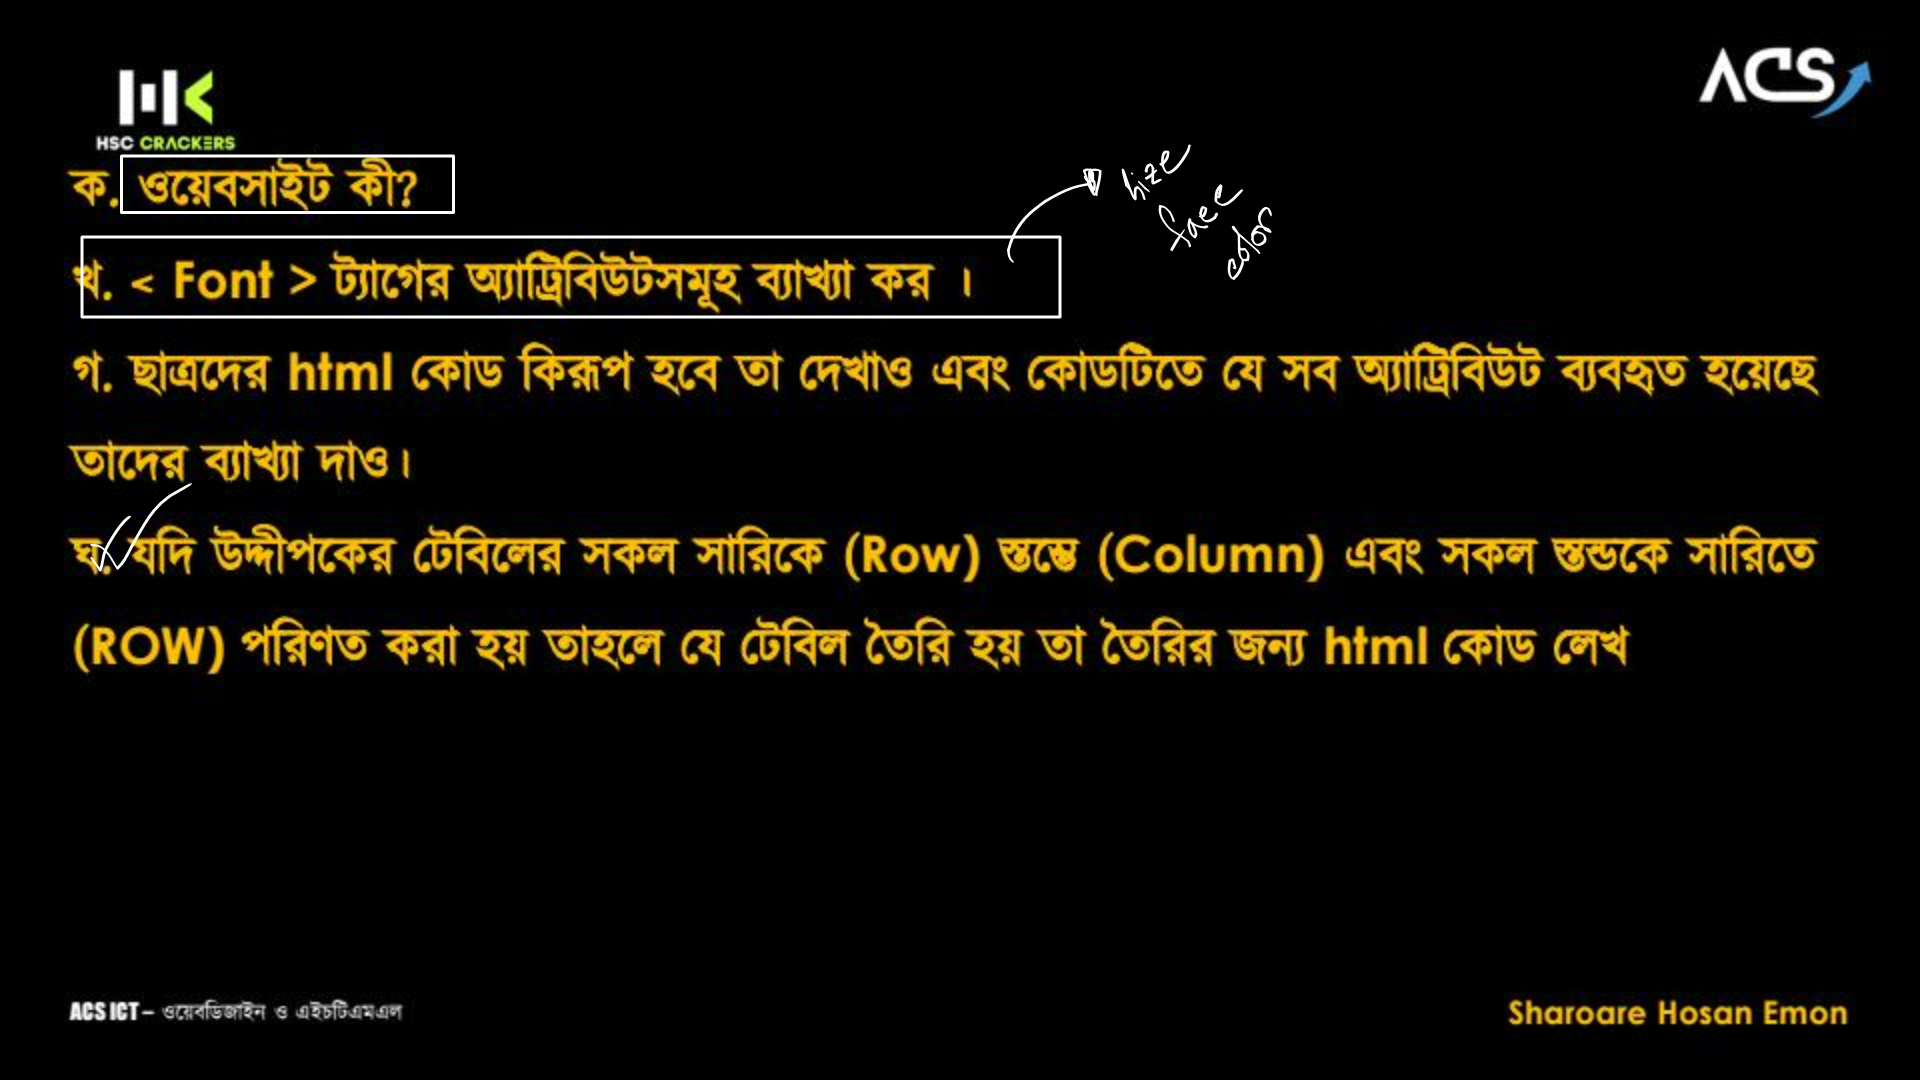 HSC CRACKERS
ACS
ক. ওয়েবসাইট কী?
size
face
color
খ. < Font > ট্যাগের অ্যাট্রিবিউটসমূহ ব্যাখ্যা কর ।
গ. ছাত্রদের html কোড কিরূপ হবে তা দেখাও এবং কোডটিতে যে সব অ্যাট্রিবিউট ব্যবহৃত হয়েছে
তাদের ব্যাখ্যা দাও।
ঘ. যদি উদ্দীপকের টেবিলের সকল সারিকে (Row) স্তম্ভে (Column) এবং সকল স্তন্ডকে সারিতে
(ROW) পরিণত করা হয় তাহলে যে টেবিল তৈরি হয় তা তৈরির জন্য html কোড লেখ
ACS ICT – ওয়েবডিজাইন ও এইচটিএমএল
Sharoare Hosan Emon